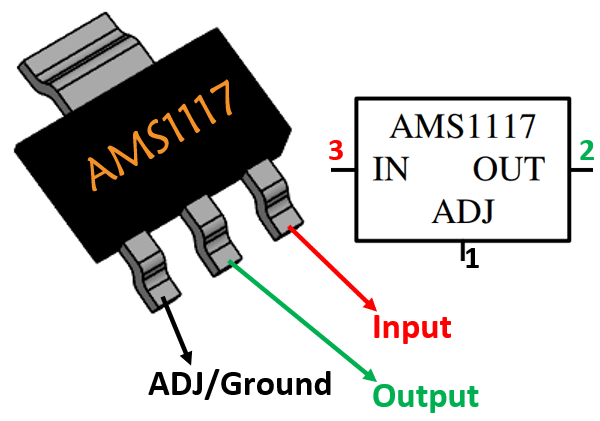 AMS1117
AMS1117
3
IN
OUT
2
ADJ
1
Input
ADJ/Ground
Output